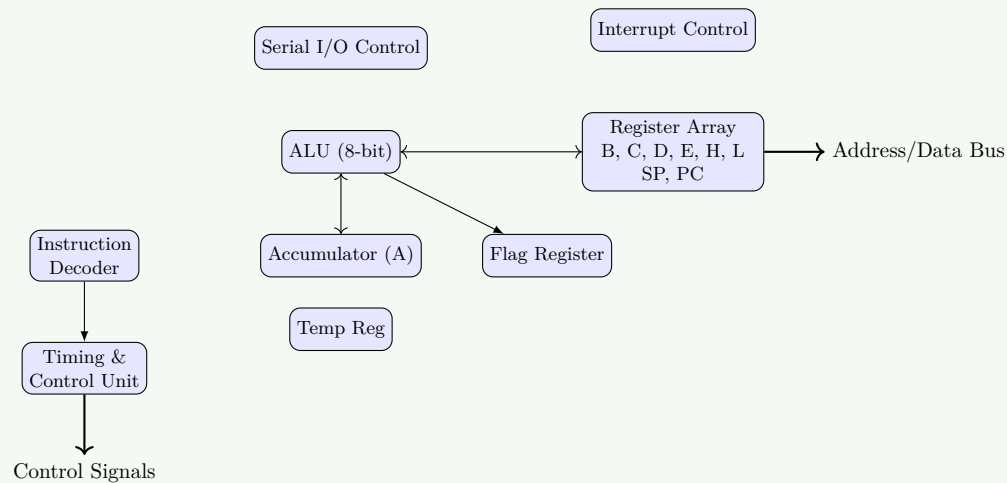 Serial I/O Control
Interrupt Control
ALU (8-bit)
Register Array
B, C, D, E, H, L
SP, PC
Address/Data Bus
Instruction
Decoder
Accumulator (A)
Flag Register
Temp Reg
Timing &
Control Unit
Control Signals